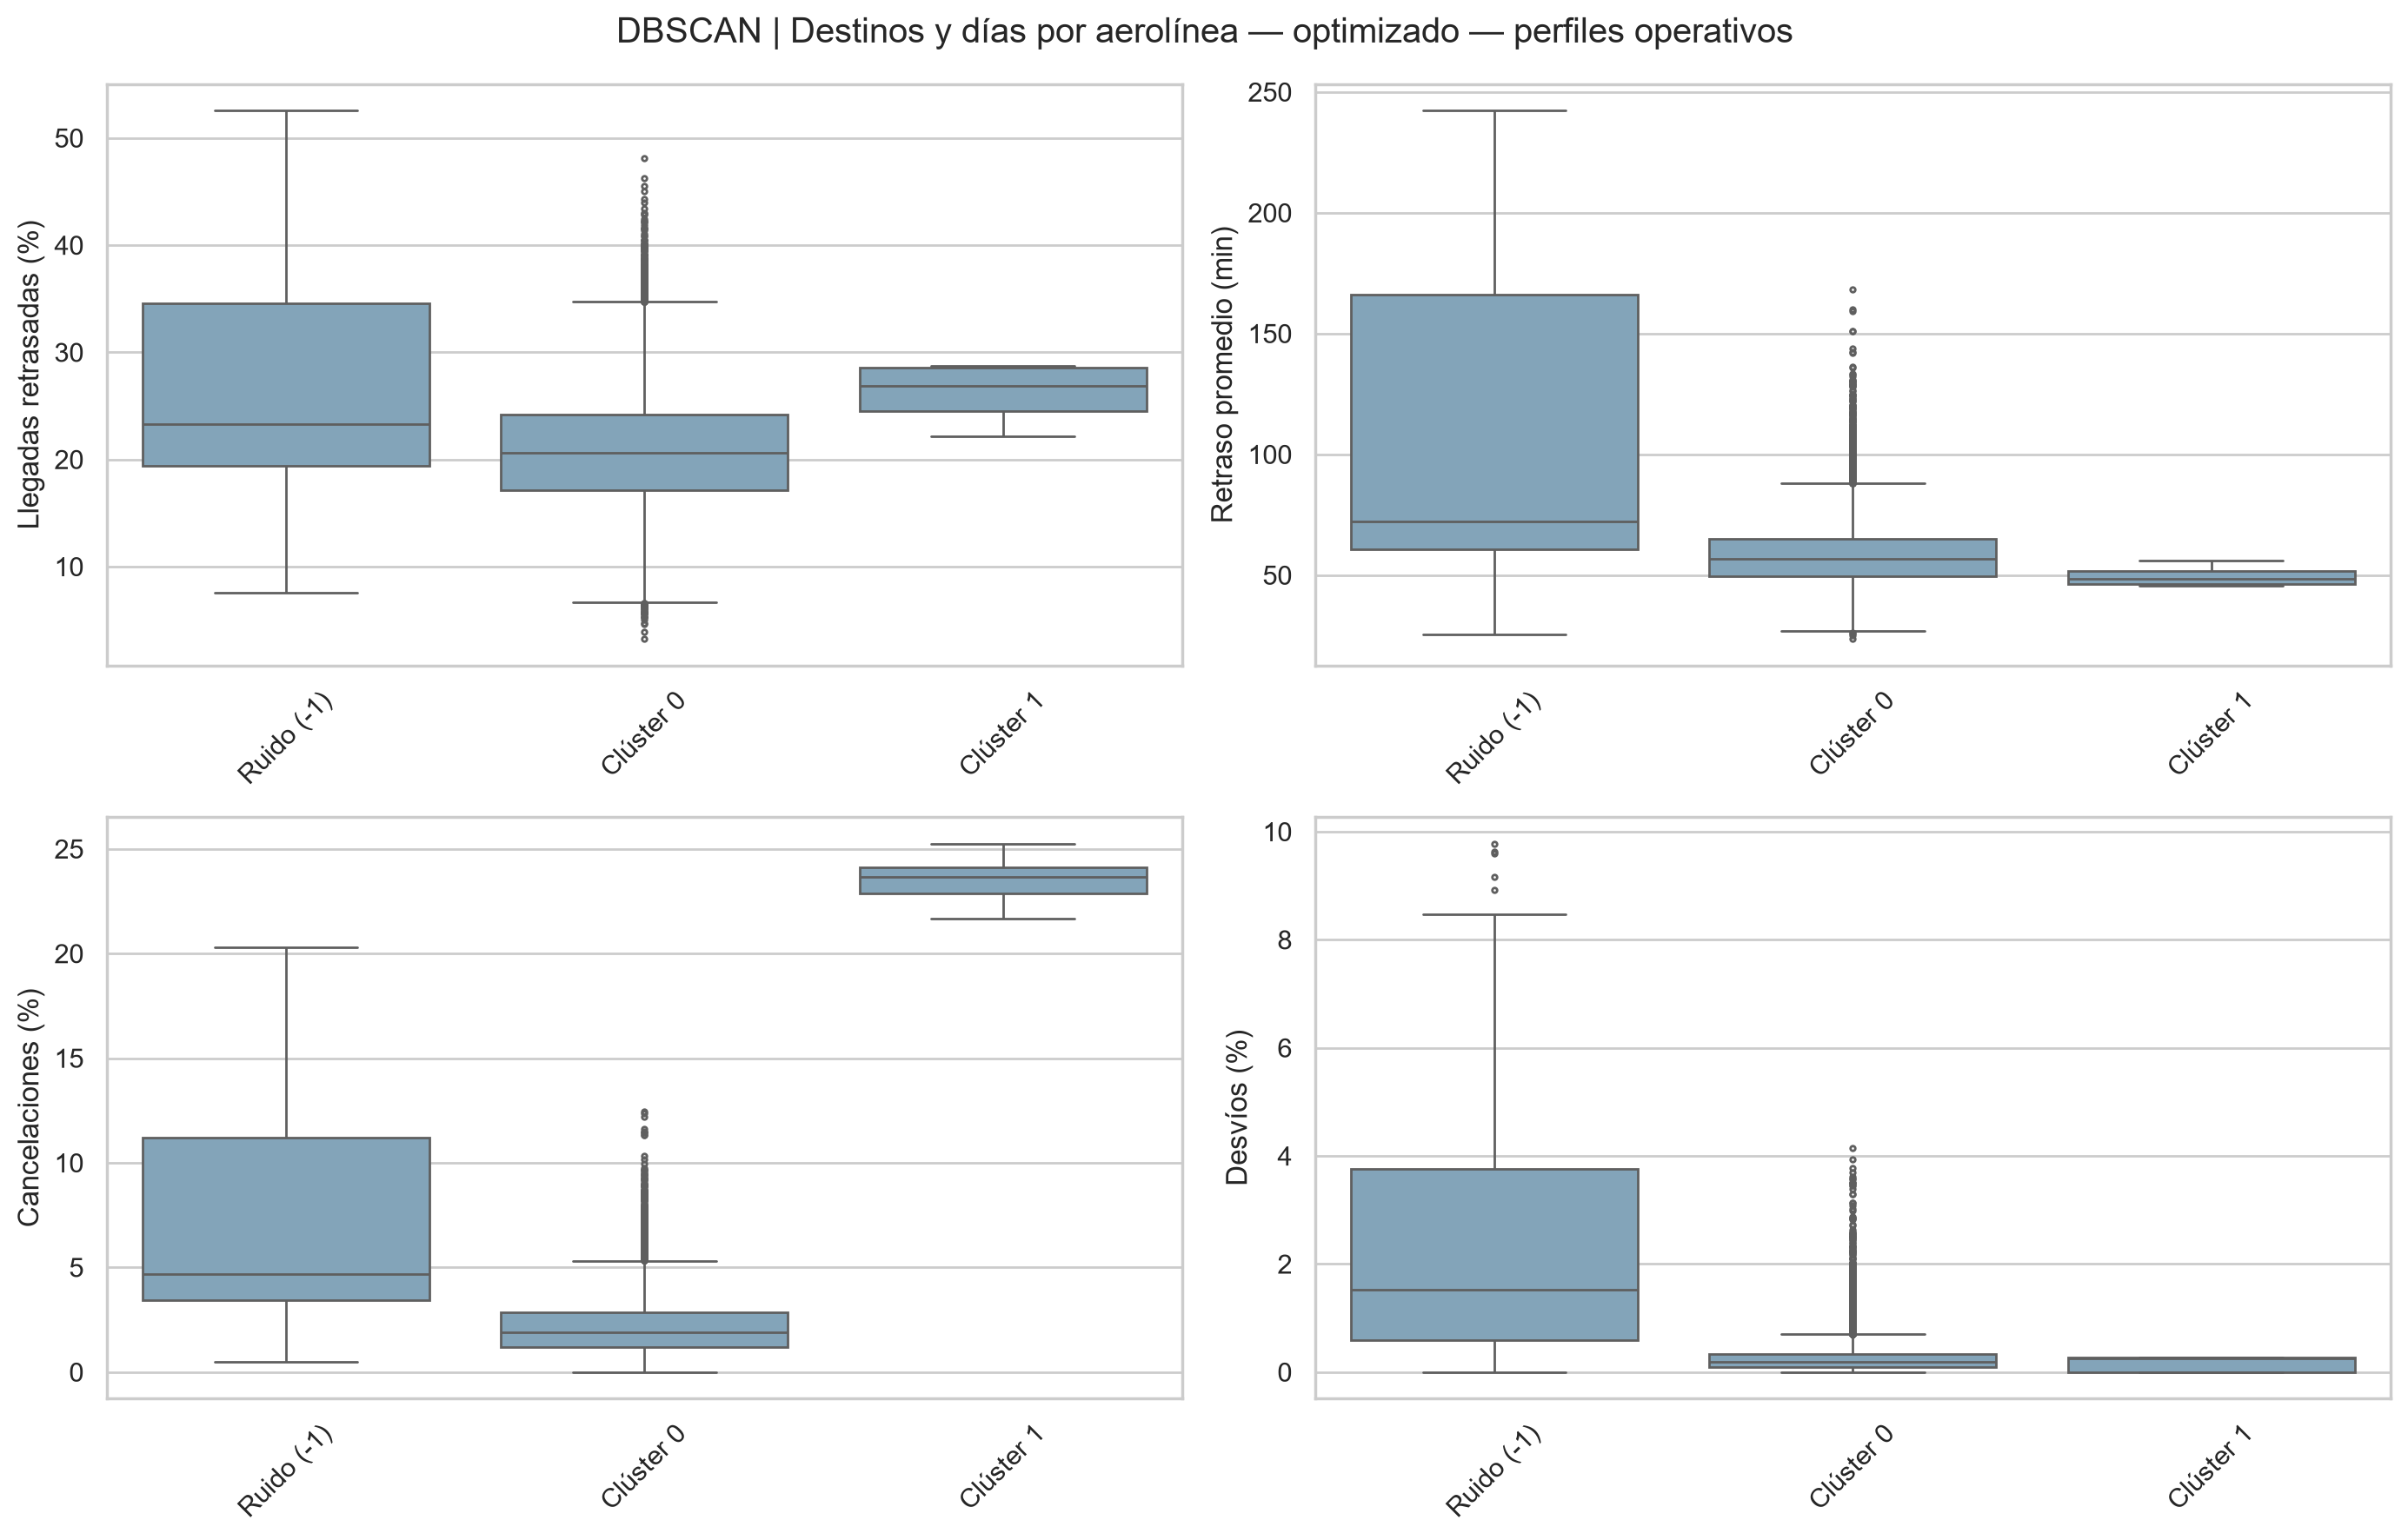 DBSCAN | Destinos y días por aerolínea — optimizado — perfiles operativos
Llegadas retrasadas (%)
50
40
30
20
10
Ruido (-1)
Clúster 0
Clúster 1
Retraso promedio (min)
250
200
150
100
50
Ruido (-1)
Clúster 0
Clúster 1
Cancelaciones (%)
25
20
15
10
5
0
Ruido (-1)
Clúster 0
Clúster 1
Desvíos (%)
10
8
6
4
2
0
Ruido (-1)
Clúster 0
Clúster 1